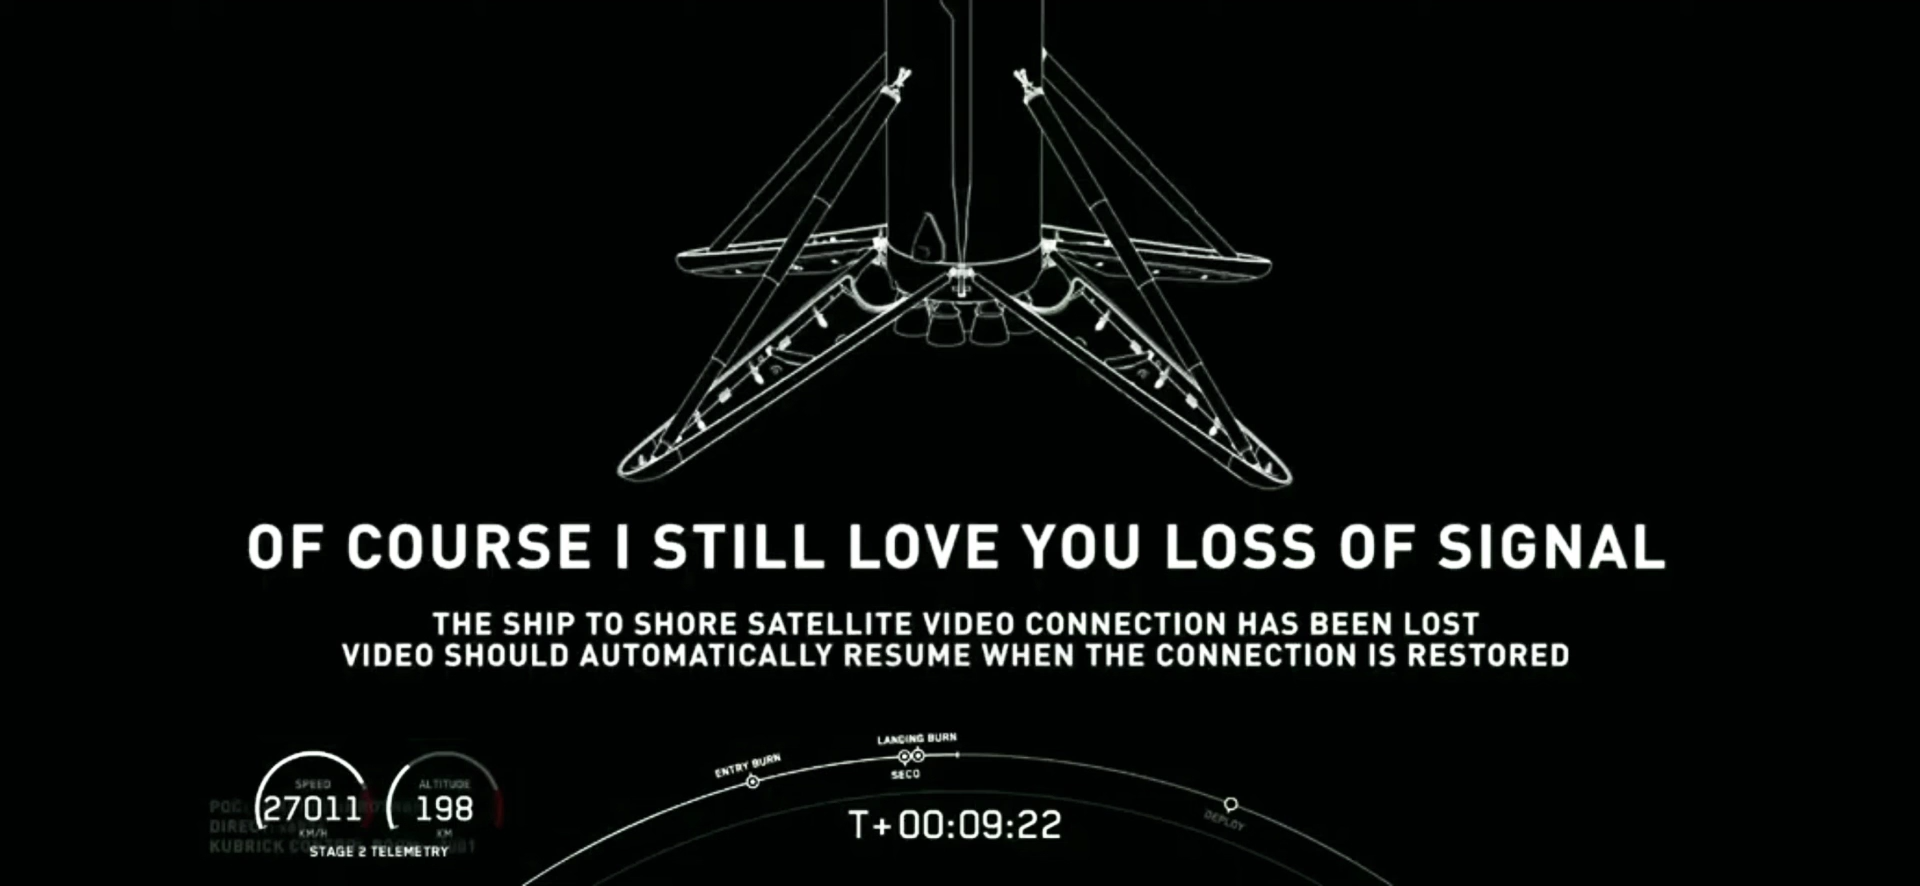 OF COURSE I STILL LOVE YOU LOSS OF SIGNAL
THE SHIP TO SHORE SATELLITE VIDEO CONNECTION HAS BEEN LOST
VIDEO SHOULD AUTOMATICALLY RESUME WHEN THE CONNECTION IS RESTORED
ENTRY BURN
LANDING BURN
SECO
DEPLOY
SPEED
27011
KM/H
ALTITUDE
198
KM
STAGE 2 TELEMETRY
T+00:09:22
KUBRICK